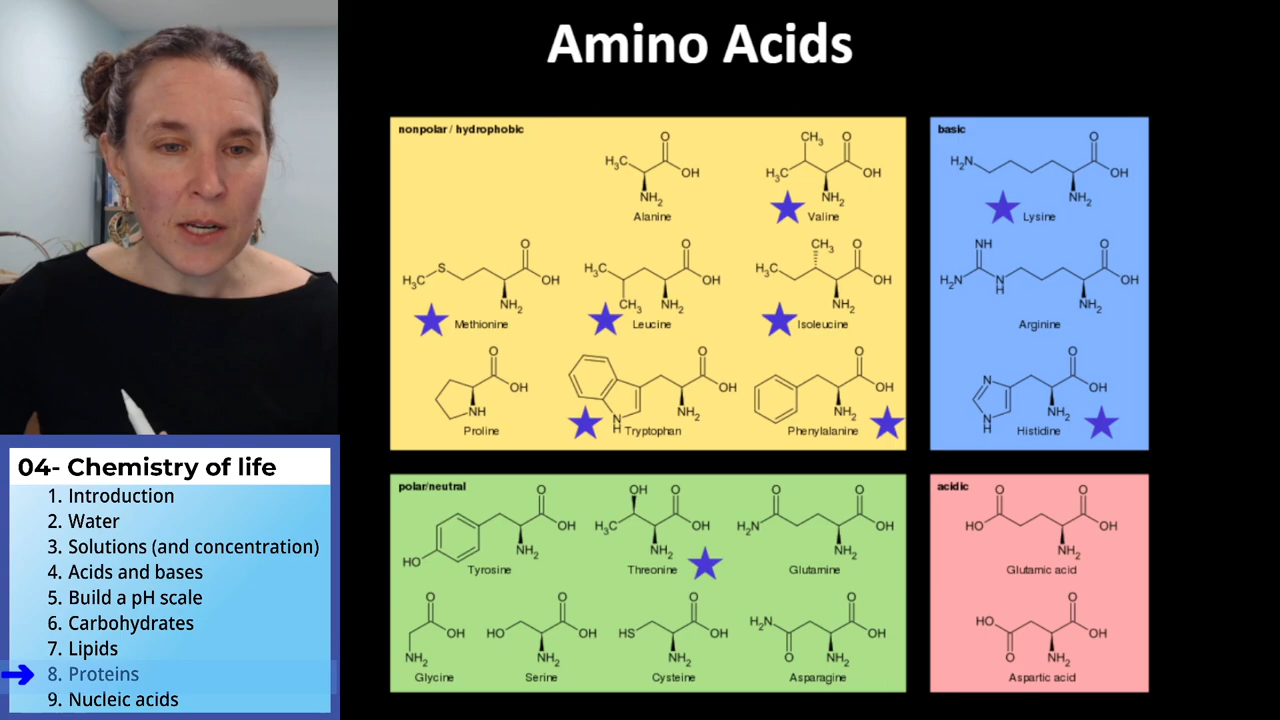 Amino Acids
nonpolar / hydrophobic
O
H₃C
OH
NH₂
Alanine
CH₃
O
H₃C
OH
NH₂
Valine
O
H₃C
S
OH
NH₂
Methionine
O
H₃C
OH
CH₃
NH₂
Leucine
CH₃
O
H₃C
OH
NH₂
Isoleucine
O
OH
NH
Proline
O
OH
NH₂
N
H
Tryptophan
O
OH
NH₂
Phenylalanine
basic
O
H₂N
OH
NH₂
Lysine
NH
O
H₂N
N
H
OH
NH₂
Arginine
O
N
OH
NH₂
N
H
Histidine
polar/neutral
O
OH
NH₂
HO
Tyrosine
OH
O
H₃C
OH
NH₂
Threonine
O
O
H₂N
OH
NH₂
Glutamine
O
OH
NH₂
Glycine
O
HO
OH
NH₂
Serine
O
HS
OH
NH₂
Cysteine
O
H₂N
OH
O
NH₂
Asparagine
acidic
O
O
HO
OH
NH₂
Glutamic acid
O
HO
OH
O
NH₂
Aspartic acid
04- Chemistry of life
1. Introduction
2. Water
3. Solutions (and concentration)
4. Acids and bases
5. Build a pH scale
6. Carbohydrates
7. Lipids
8. Proteins
9. Nucleic acids